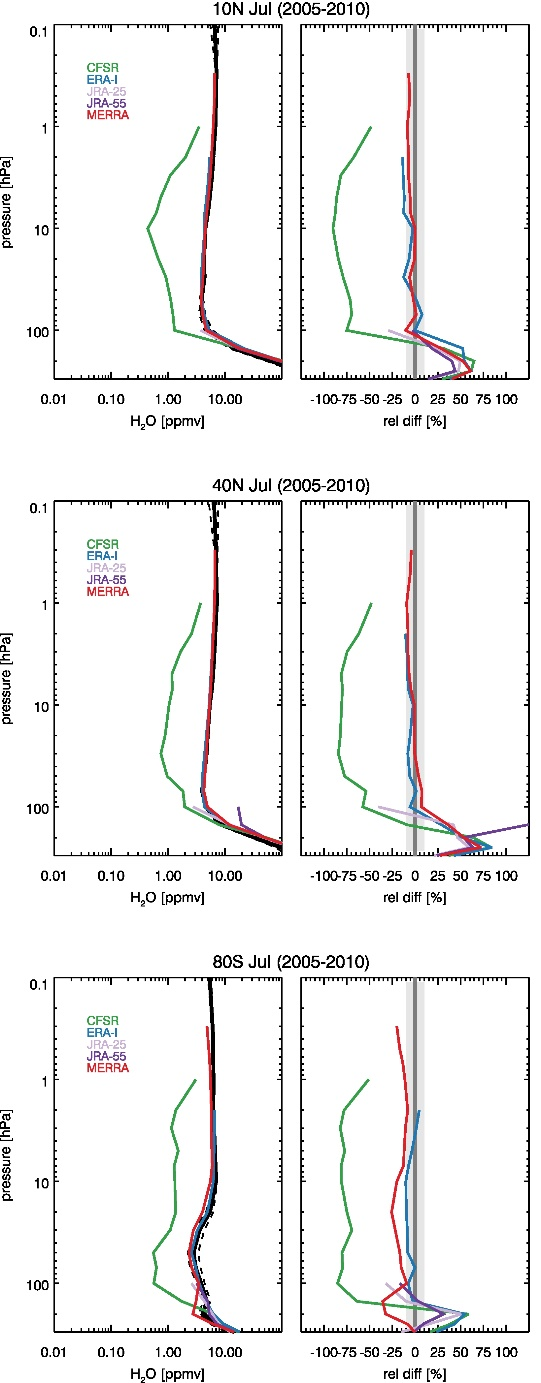 10N Jul (2005-2010)
0.1
CFSR
ERA-I
JRA-25
JRA-55
MERRA
1
pressure [hPa]
10
100
0.01 0.10 1.00 10.00
-100-75-50-25 0 25 50 75 100
H2O [ppmv]
rel diff [%]
40N Jul (2005-2010)
0.1
CFSR
ERA-I
JRA-25
JRA-55
MERRA
1
pressure [hPa]
10
100
0.01 0.10 1.00 10.00
-100-75-50-25 0 25 50 75 100
H2O [ppmv]
rel diff [%]
80S Jul (2005-2010)
0.1
CFSR
ERA-I
JRA-25
JRA-55
MERRA
1
pressure [hPa]
10
100
0.01 0.10 1.00 10.00
-100-75-50-25 0 25 50 75 100
H2O [ppmv]
rel diff [%]